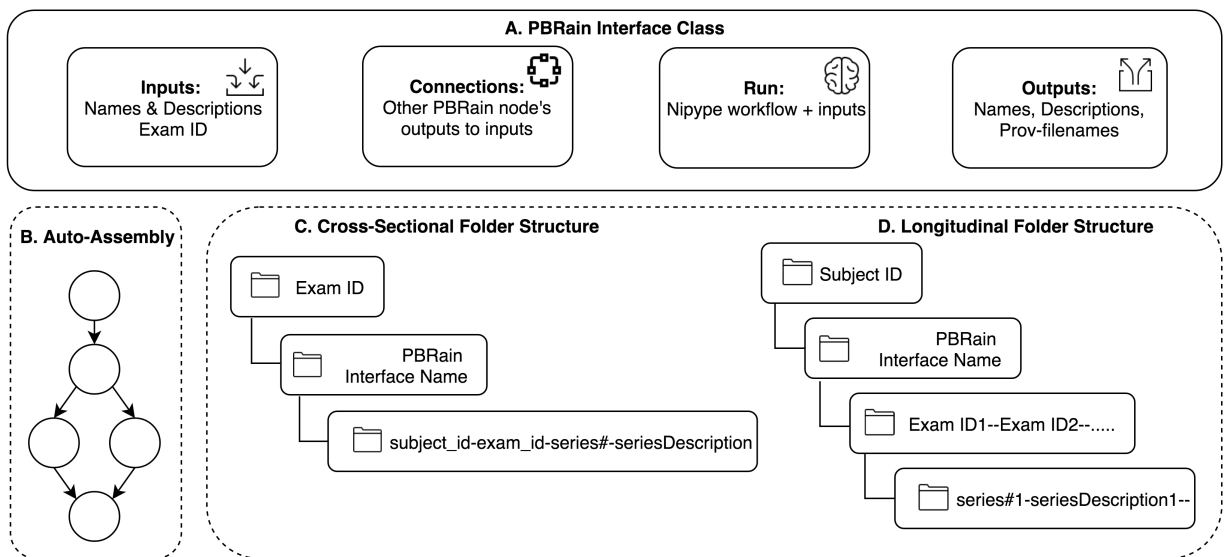 A. PBRain Interface Class
Inputs:
Names & Descriptions
Exam ID
Connections:
Other PBRain node's
outputs to inputs
Run:
Nipype workflow + inputs
Outputs:
Names, Descriptions,
Prov-filenames
B. Auto-Assembly
C. Cross-Sectional Folder Structure
Exam ID
PBRain
Interface Name
subject_id-exam_id-series#-seriesDescription
D. Longitudinal Folder Structure
Subject ID
PBRain
Interface Name
Exam ID1--Exam ID2--.....
series#1-seriesDescription1--